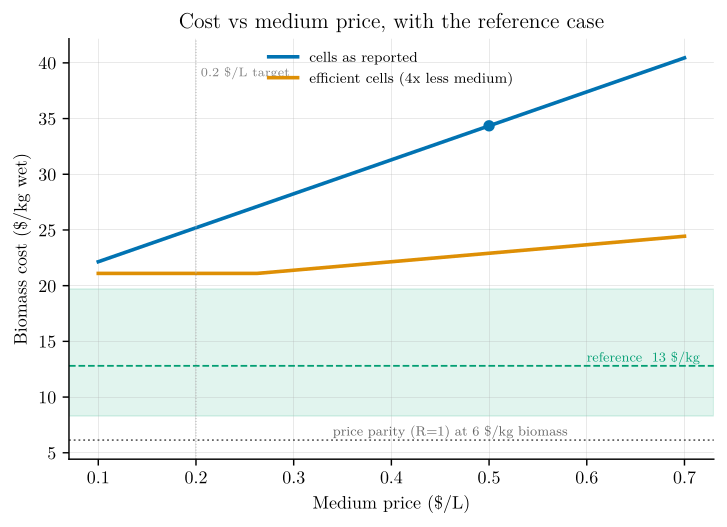 Cost vs medium price, with the reference case
cells as reported
0.2 $/L target
efficient cells (4x less medium)
40
35
30
25
20
15
10
5
Biomass cost ($/kg wet)
reference 13 $/kg
price parity (R=1) at 6 $/kg biomass
0.1 0.2 0.3 0.4 0.5 0.6 0.7
Medium price ($/L)